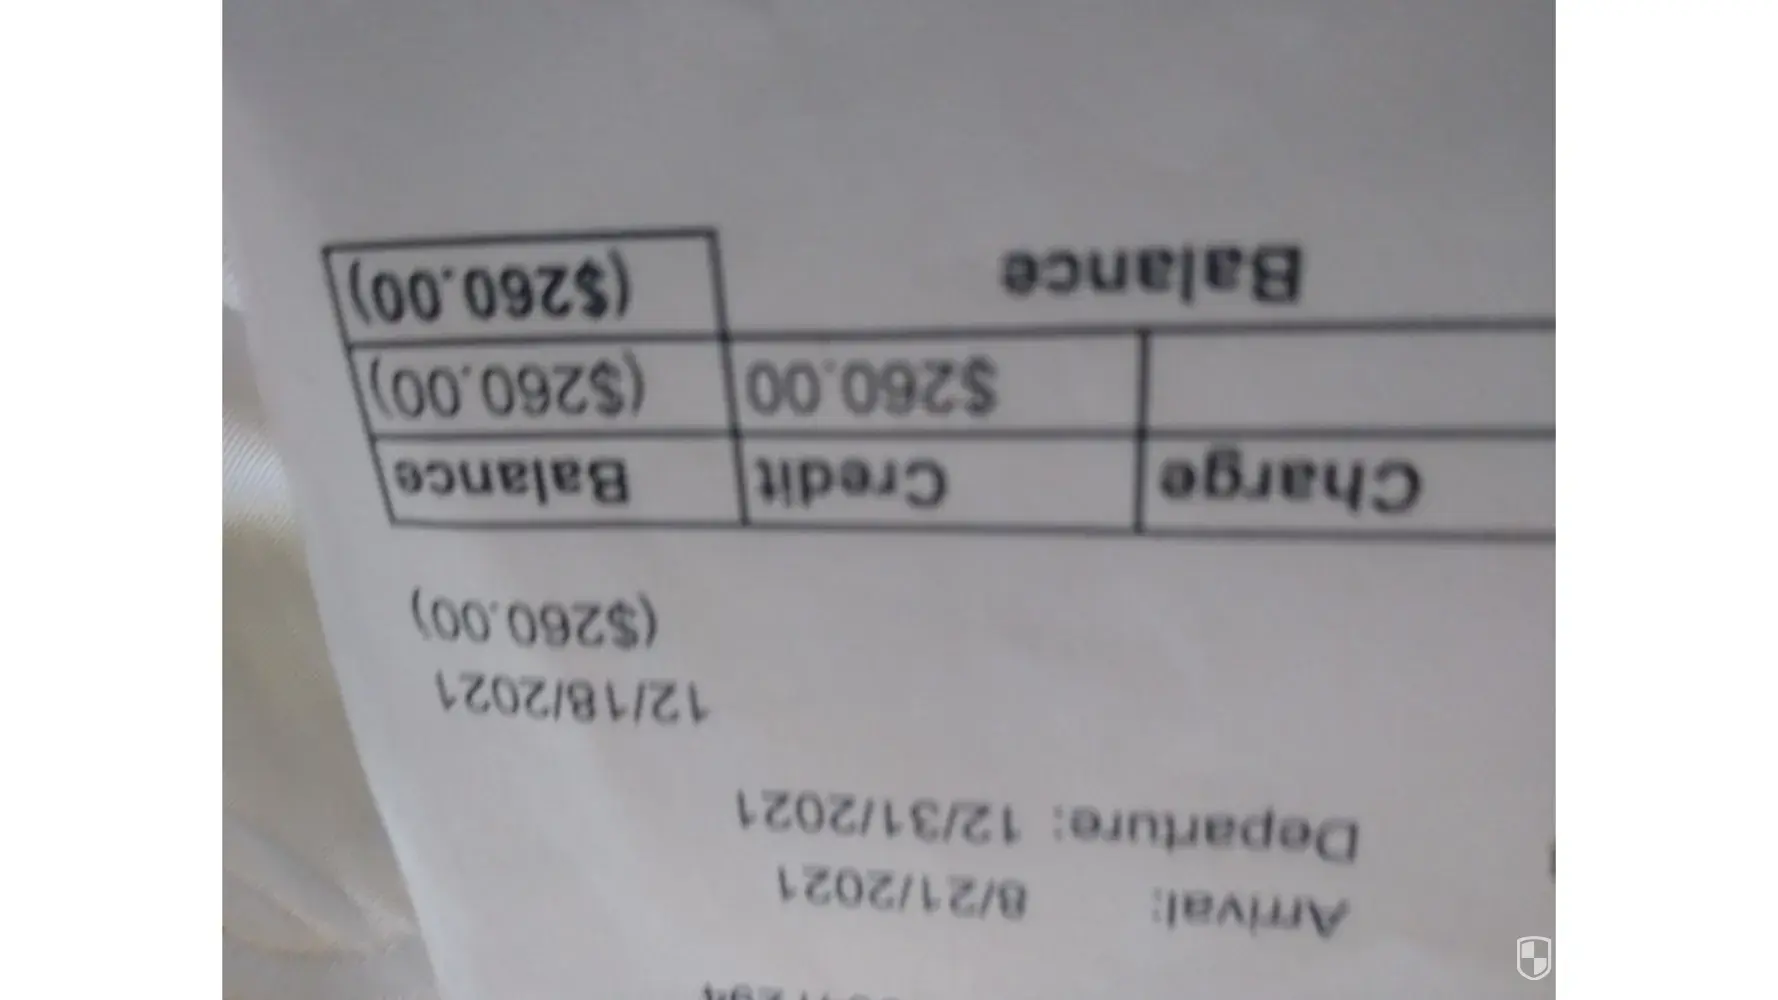 Arrival: 8/21/2021
Departure: 12/31/2021
12/18/2021
($260.00)
Charge Credit Balance
$260.00 ($260.00)
Balance ($260.00)